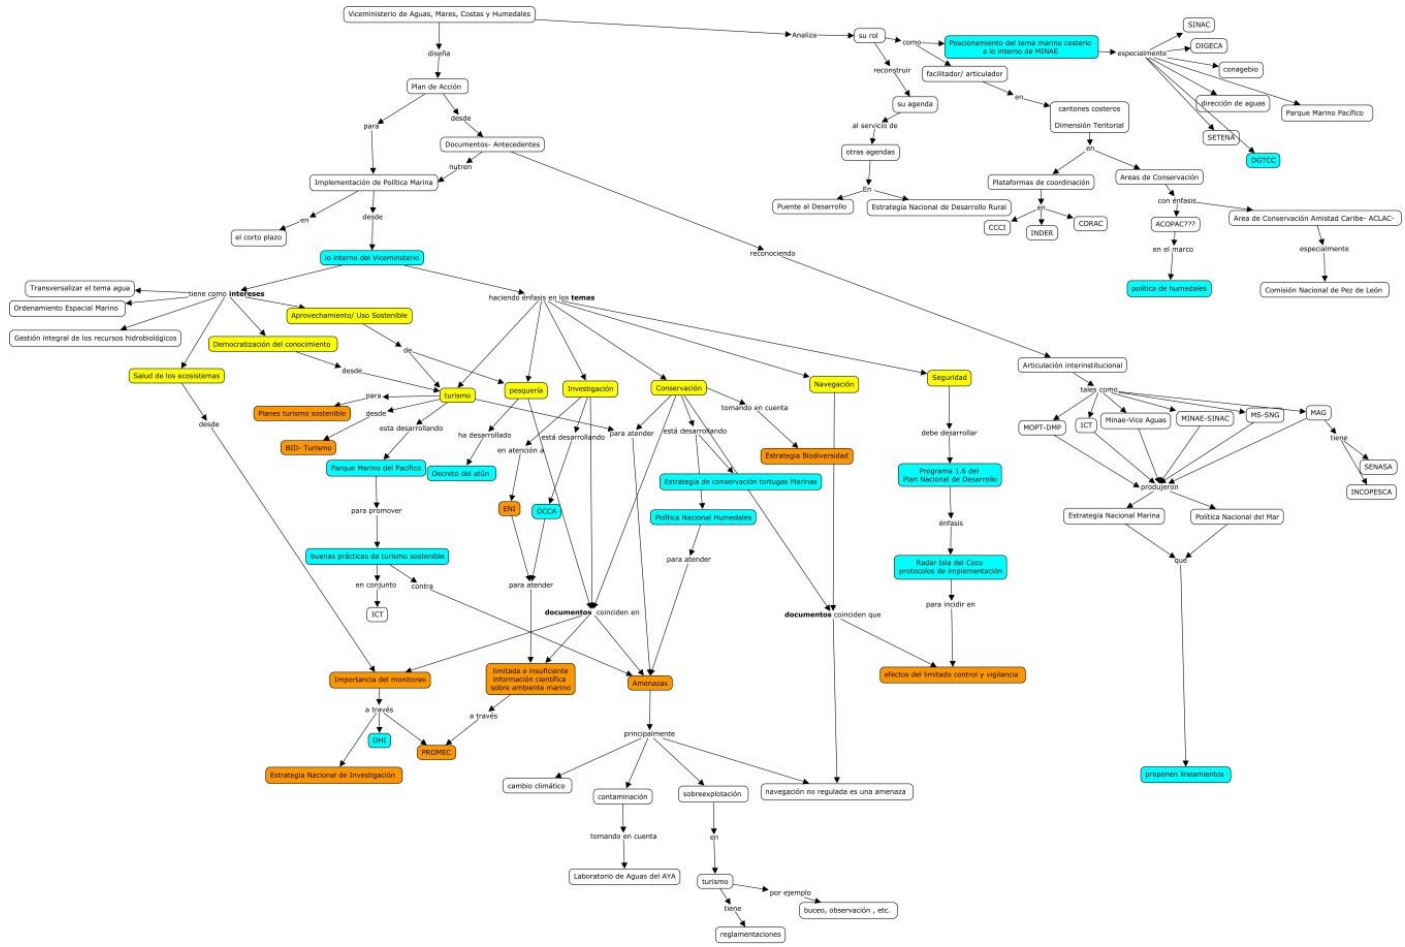 Viceministerio de Aguas, Mares, Costas y Humedales
diseña
Plan de Acción
para
desde
Documentos- Antecedentes
nutren
Implementación de Política Marina
en
el corto plazo
desde
lo interno del Viceminsterio
Analiza
su rol
reconstruir
su agenda
al servicio de
otras agendas
En
Puente al Desarrollo
Estrategia Nacional de Desarrollo Rural
como
Poscionamiento del tema marino costerio
a lo interno de MINAE
especialmente
SINAC
DIGECA
conagebio
dirección de aguas
Parque Marino Pacífico
SETENA
DGTCC
facilitador/ articulador
en
cantones costeros
Dimensión Teritorial
en
Plataformas de coordinación
en
CCCI
INDER
CORAC
Areas de Conservación
con énfasis
ACOPAC???
en el marco
política de humedales
Area de Conservación Amistad Caribe- ACLAC-
especialmente
Comisión Nacional de Pez de León
reconociendo
Articulación interinstitucional
tales como
MOPT-DMP
ICT
Minae-Vice Aguas
MINAE-SINAC
MS-SNG
MAG
tiene
SENASA
INCOPESCA
produjeron
Estrategia Nacional Marina
Política Nacional del Mar
que
proponen lineamientos
tiene como intereses
Transversalizar el tema agua
Ordenamiento Espacial Marino
Gestión integral de los recursos hidrobiológicos
Salud de los ecosistemas
desde
Democratización del conocimiento
desde
Aprovechamiento/ Uso Sostenible
de
haciendo énfasis en los temas
turismo
para
Planes turismo sostenible
desde
BID- Turismo
esta desarrollando
Parque Marino del Pacífico
para promover
buenas prácticas de turismo sostenible
en conjunto
ICT
contra
pesquería
ha desarrollado
Decreto del atún
Investigación
en atención a
ENI
está desarrollando
OCCA
para atender
Conservación
para atender
está desarrollando
Estrategia de conservación tortugas Marinas
Política Nacional Humedales
para atender
tomando en cuenta
Estrategia Biodiversidad
Navegación
Seguridad
debe desarrollar
Programa 1.6 del
Plan Nacional de Desarrollo
énfasis
Radar Isla del Coco
protocolos de implementación
para incidir en
efectos del limitado control y vigilancia
documentos coinciden en
documentos coinciden que
Importancia del monitoreo
a través
OHI
PROMEC
Estrategia Nacional de Investigación
limitada e insuficiente
información científica
sobre ambiente marino
a través
Amenazas
principalmente
cambio climático
contaminación
tomando en cuenta
Laboratorio de Aguas del AYA
sobreexplotación
en
turismo
por ejemplo
buceo, observación , etc.
tiene
reglamentaciones
navegación no regulada es una amenaza